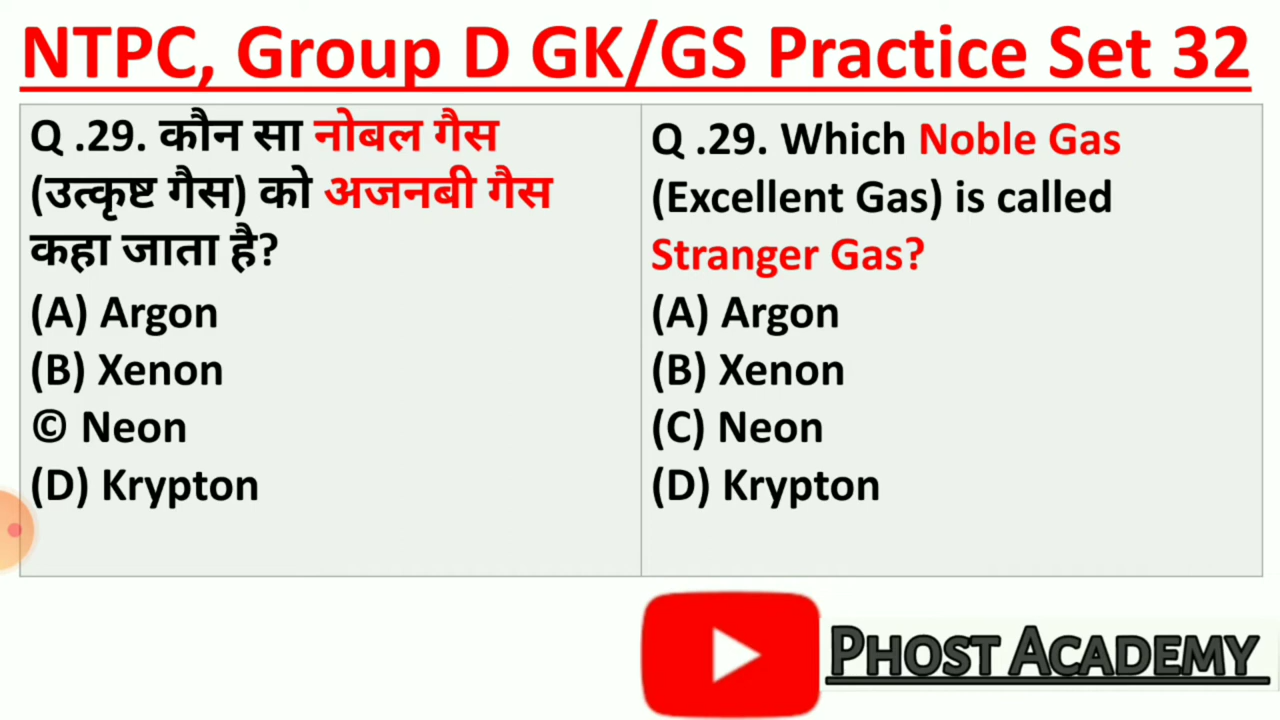 NTPC, Group D GK/GS Practice Set 32
Q .29. कौन सा नोबल गैस
(उत्कृष्ट गैस) को अजनबी गैस
कहा जाता है?
(A) Argon
(B) Xenon
© Neon
(D) Krypton
Q .29. Which Noble Gas
(Excellent Gas) is called
Stranger Gas?
(A) Argon
(B) Xenon
(C) Neon
(D) Krypton
PHOST ACADEMY